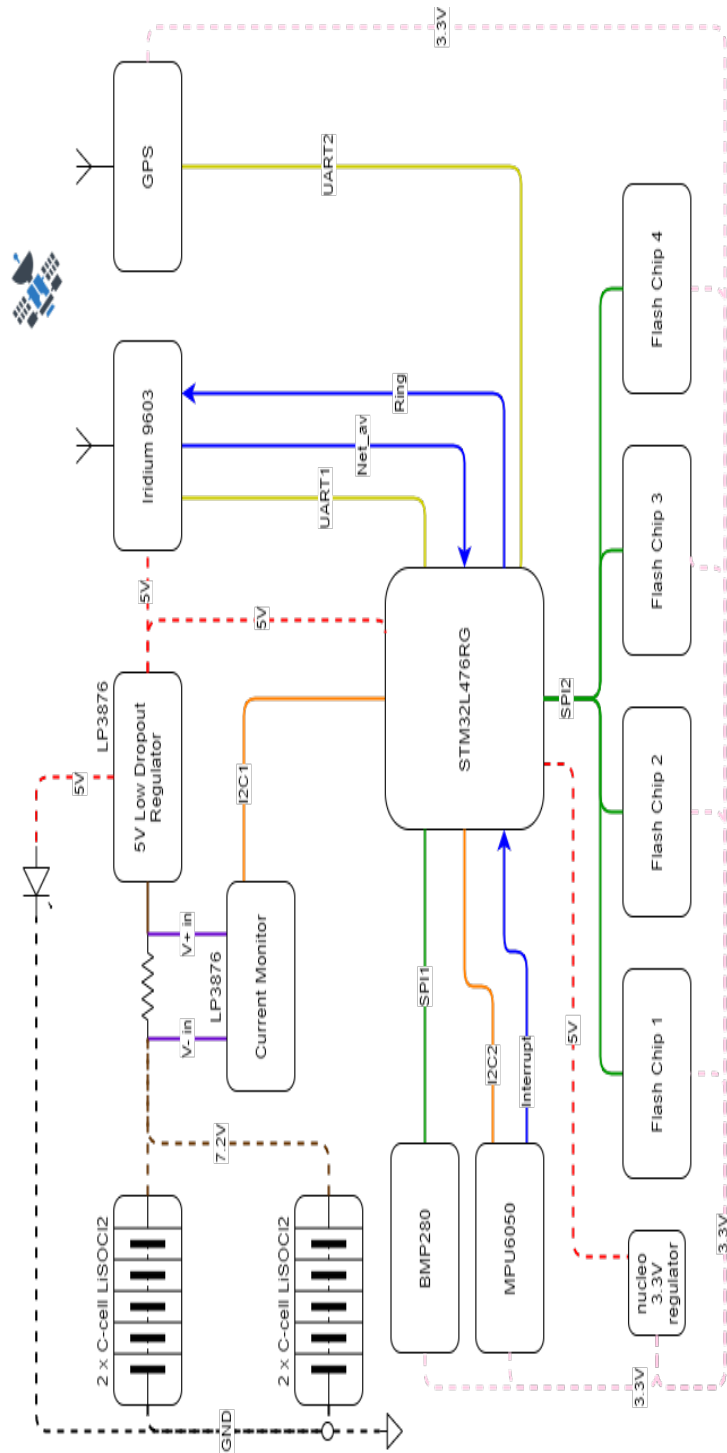 2 x C-cell LiSOCl2
2 x C-cell LiSOCl2
GND
7.2V
V- in
V+ in
LP3876
Current Monitor
5V Low Dropout
Regulator
LP3876
5V
5V
5V
Iridium 9603
GPS
I2C1
UART1
Net_av
Ring
UART2
3.3V
STM32L476RG
BMP280
MPU6050
SPI1
I2C2
Interrupt
SPI2
5V
nucleo
3.3V
regulator
3.3V
3.3V
Flash Chip 1
Flash Chip 2
Flash Chip 3
Flash Chip 4